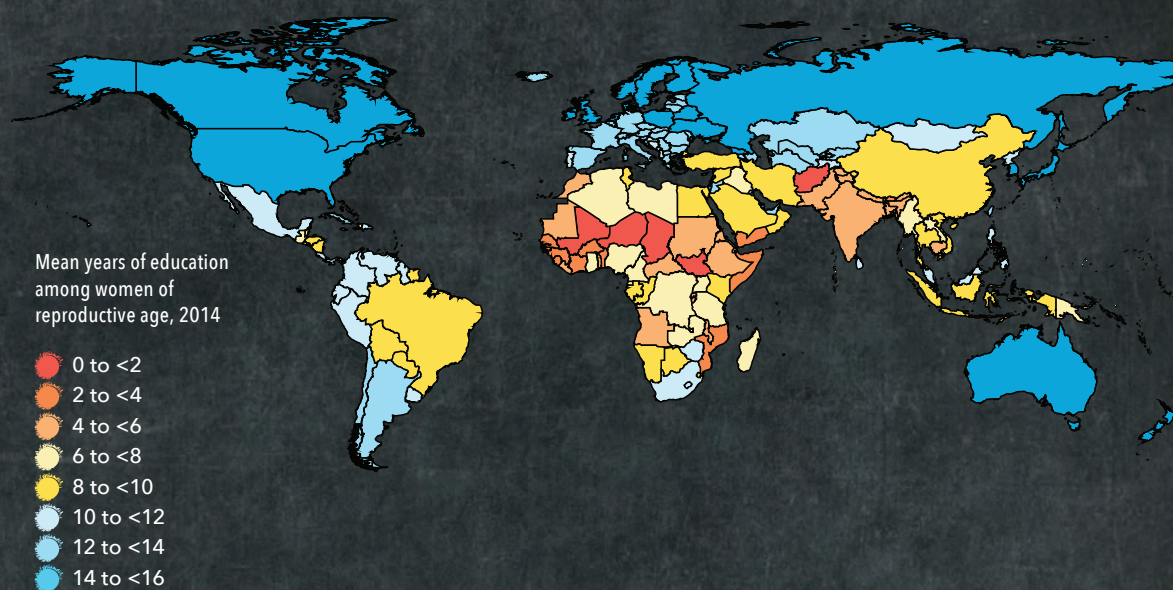 Mean years of education
among women of
reproductive age, 2014
0 to <2
2 to <4
4 to <6
6 to <8
8 to <10
10 to <12
12 to <14
14 to <16